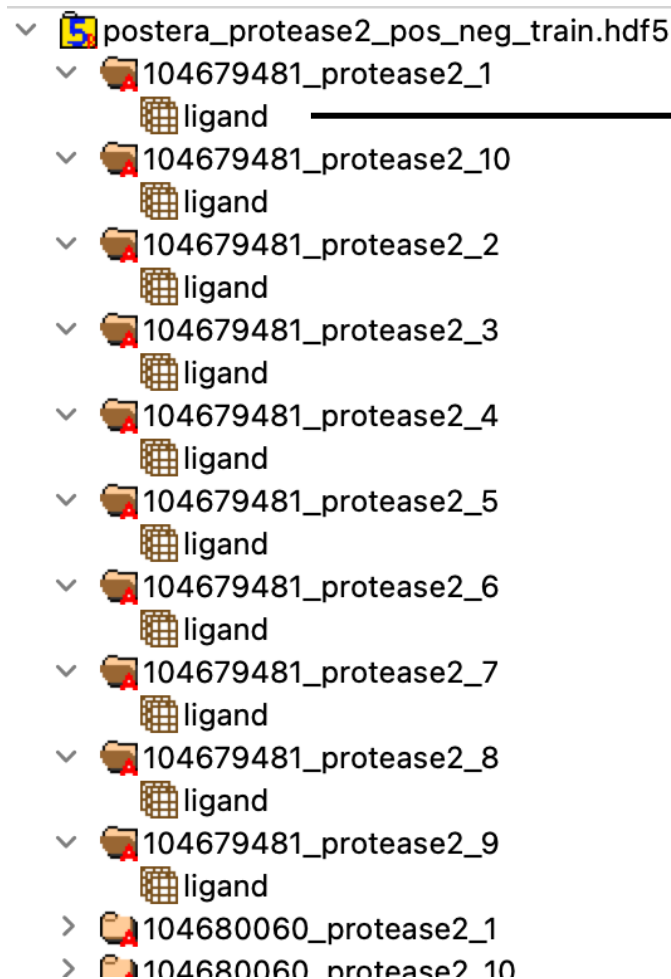 postera_protease2_pos_neg_train.hdf5
104679481_protease2_1
ligand
104679481_protease2_10
ligand
104679481_protease2_2
ligand
104679481_protease2_3
ligand
104679481_protease2_4
ligand
104679481_protease2_5
ligand
104679481_protease2_6
ligand
104679481_protease2_7
ligand
104679481_protease2_8
ligand
104679481_protease2_9
ligand
104680060_protease2_1
104680060_protease2_10